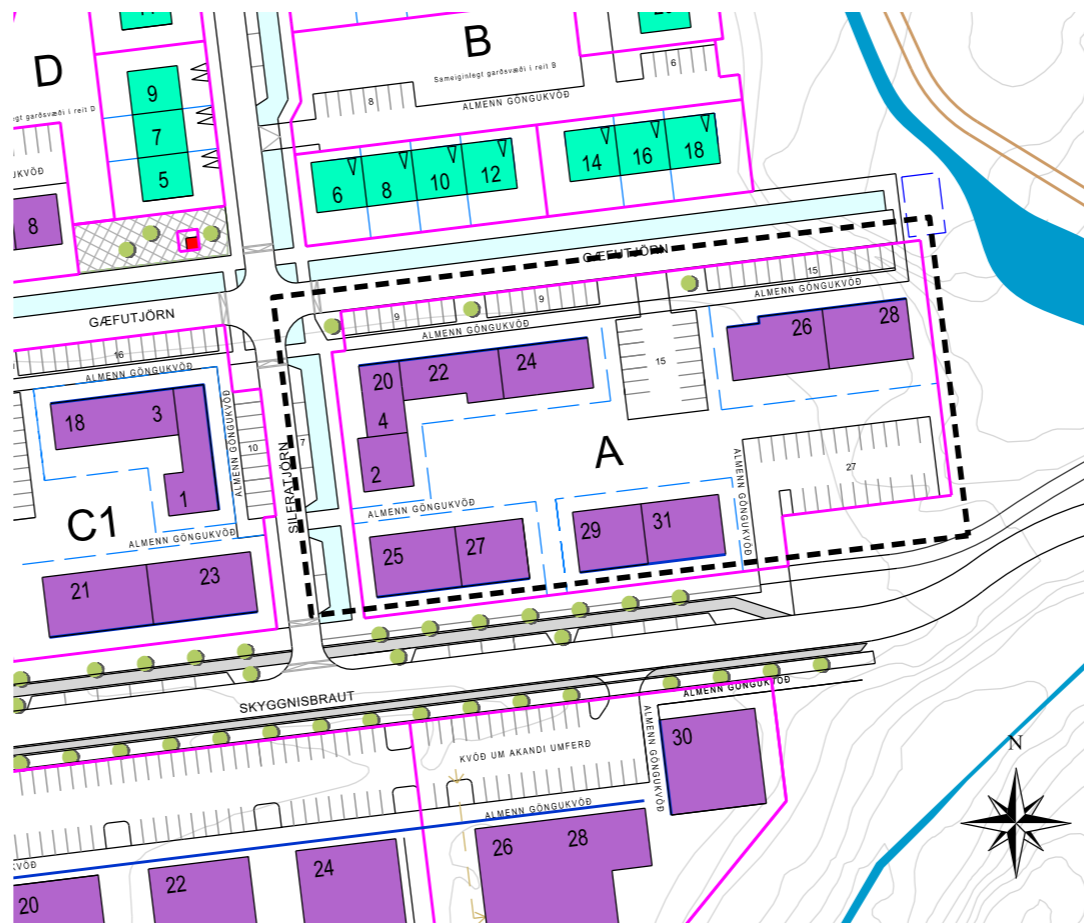 D
B
9
7
5
8
egt garðsvæði í reit D
Sameiginlegt garðsvæði í reit B
8
6
ALMENN GÖNGUKVÖÐ
6
8
10
12
14
16
18
GÆFUTJÖRN
GÆFUTJÖRN
9
9
15
ALMENN GÖNGUKVÖÐ
ALMENN GÖNGUKVÖÐ
16
ALMENN GÖNGUKVÖÐ
18
3
1
ALMENN GÖNGUKVÖÐ
10
SILFRATJÖRN
7
20
22
24
4
2
15
26
28
A
ALMENN GÖNGUKVÖÐ
27
C1
ALMENN GÖNGUKVÖÐ
ALMENN GÖNGUKVÖÐ
21
23
25
27
29
31
SKYGGNISBRAUT
ALMENN GÖNGUKVÖÐ
ALMENN GÖNGUKVÖÐ
30
KVÖÐ UM AKANDI UMFERÐ
ALMENN GÖNGUKVÖÐ
N
20
22
24
26
28